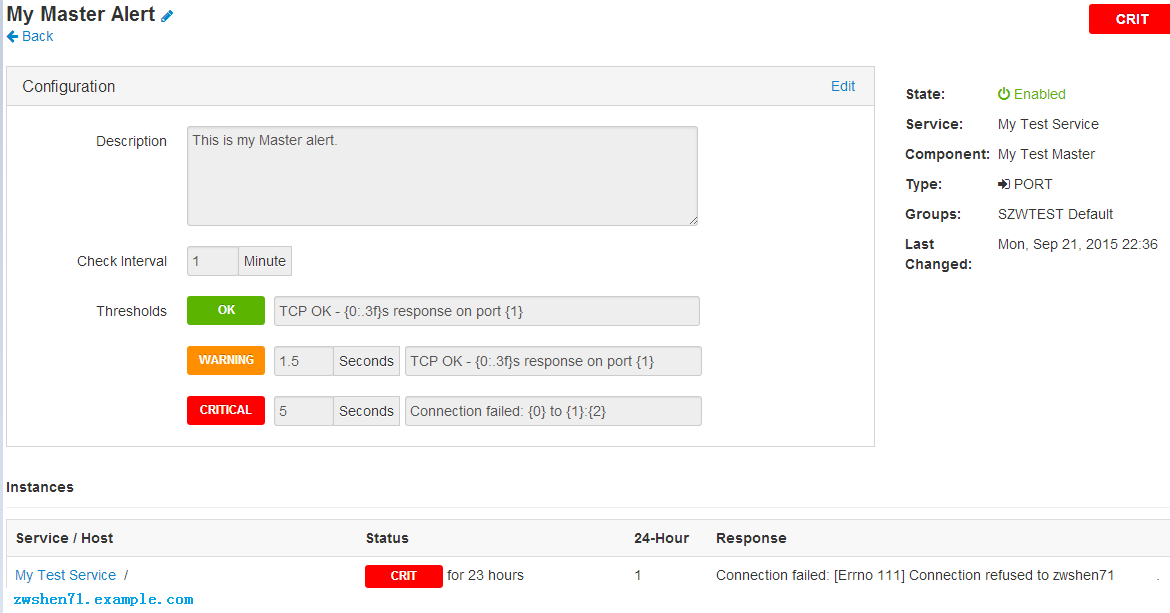 My Master Alert
CRIT
Back
Configuration
Edit
Description
This is my Master alert.
Check Interval
1 Minute
Thresholds
OK TCP OK - {0:.3f}s response on port {1}
WARNING 1.5 Seconds TCP OK - {0:.3f}s response on port {1}
CRITICAL 5 Seconds Connection failed: {0} to {1}:{2}
State: Enabled
Service: My Test Service
Component: My Test Master
Type: PORT
Groups: SZWTEST Default
Last Mon, Sep 21, 2015 22:36
Changed:
Instances
Service / Host Status 24-Hour Response
My Test Service / CRIT for 23 hours 1 Connection failed: [Errno 111] Connection refused to zwshen71 .
zwshen71.example.com